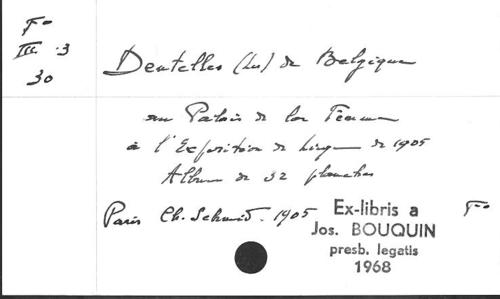 F°
III .3
30
Dentelles (Les) de Belgique
au Palais de la Femme
à l'Exposition de Liège de 1905
Album de 32 planches
Paris Ch. Schmid. 1905
F°
Ex-libris a
Jos. BOUQUIN
presb. legatis
1968